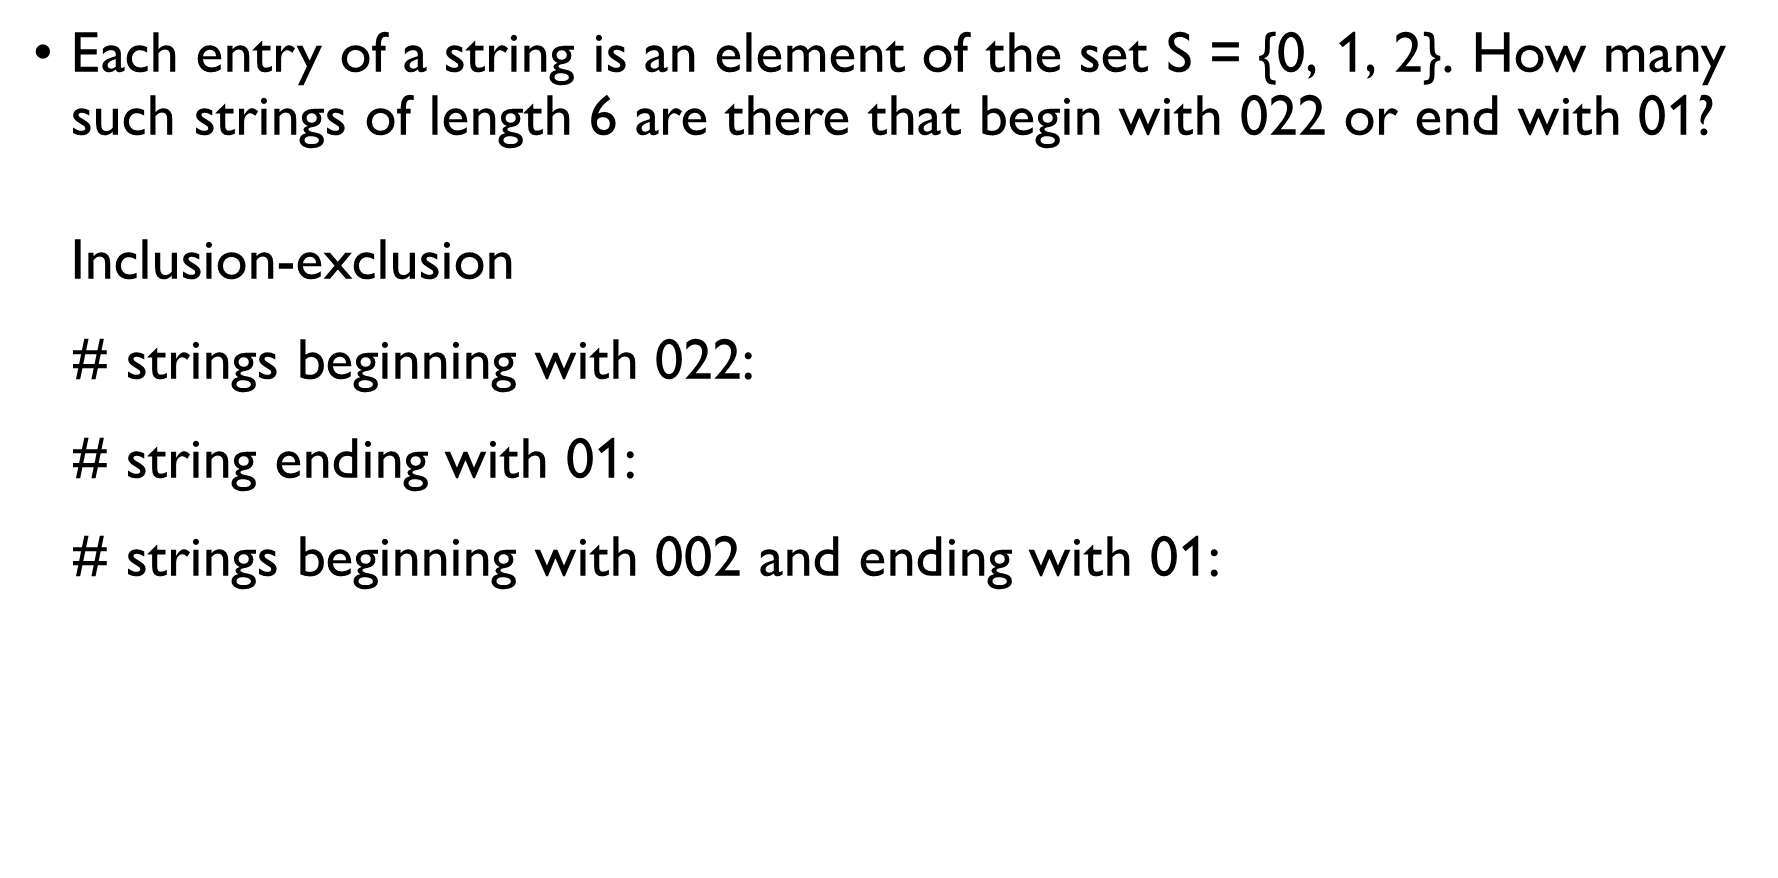 • Each entry of a string is an element of the set S = {0, 1, 2}. How many
such strings of length 6 are there that begin with 022 or end with 01?
Inclusion-exclusion
# strings beginning with 022:
# string ending with 01:
# strings beginning with 002 and ending with 01: